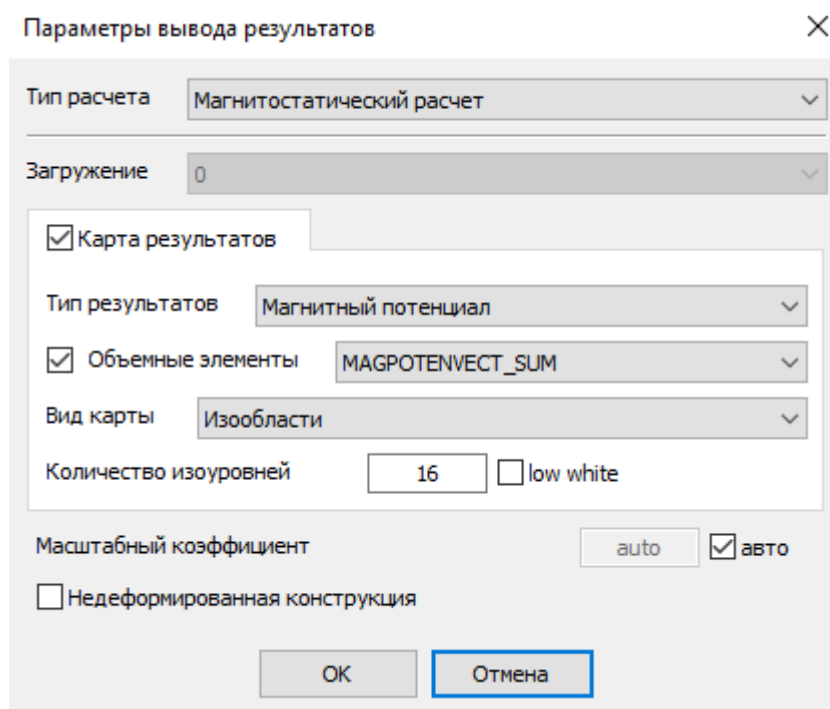 Параметры вывода результатов
Тип расчета Магнитостатический расчет
Загружение 0
Карта результатов
Тип результатов Магнитный потенциал
Объемные элементы MAGPOTENVECT_SUM
Вид карты Изообласти
Количество изоуровней 16 low white
Масштабный коэффициент auto авто
Недеформированная конструкция
OK Отмена